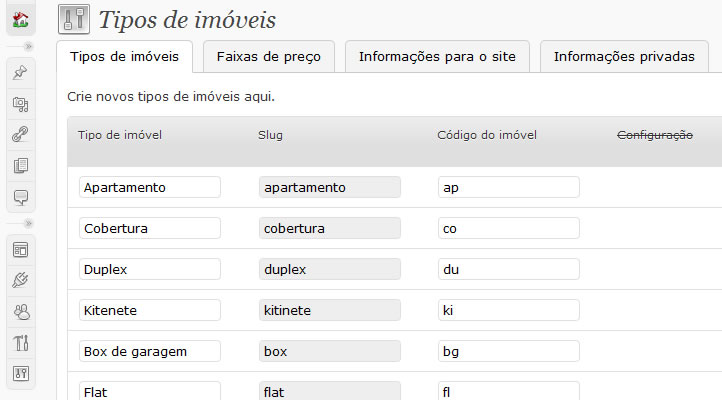 Tipos de imóveis
Tipos de imóveis Faixas de preço Informações para o site Informações privadas
Crie novos tipos de imóveis aqui.
Tipo de imóvel Slug Código do imóvel Configuração
Apartamento apartamento ap
Cobertura cobertura co
Duplex duplex du
Kitenete kitinete ki
Box de garagem box bg
Flat flat fl